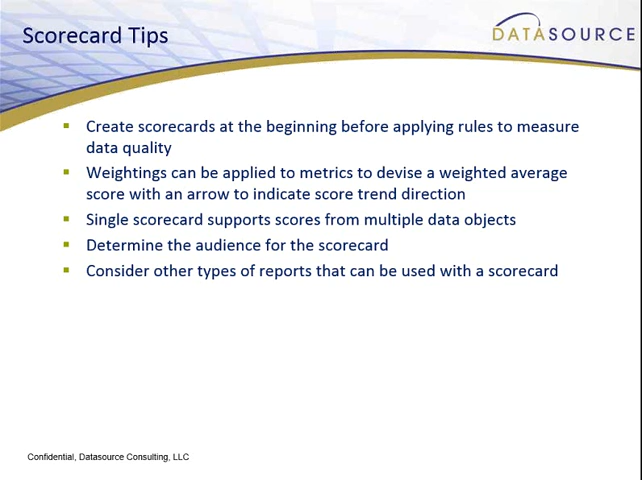 Scorecard Tips
DATASOURCE
Create scorecards at the beginning before applying rules to measure
data quality
Weightings can be applied to metrics to devise a weighted average
score with an arrow to indicate score trend direction
Single scorecard supports scores from multiple data objects
Determine the audience for the scorecard
Consider other types of reports that can be used with a scorecard
Confidential, Datasource Consulting, LLC